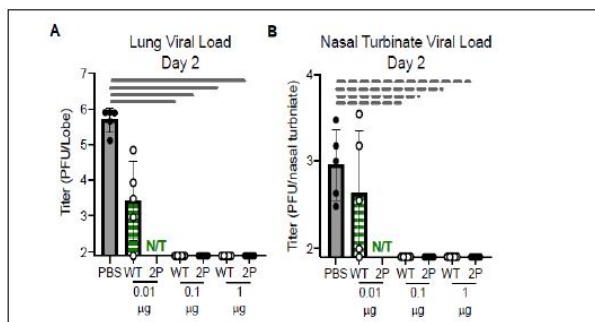 A
Lung Viral Load
Day 2
Titer (PFU/Lobe)
7
6
5
4
3
2
N/T
PBS WT 2P WT 2P WT 2P
0.01 0.1 1
µg µg µg
B
Nasal Turbinate Viral Load
Day 2
Titer (PFU/nasal turbniate)
4
3
2
N/T
PBS WT 2P WT 2P WT 2P
0.01 0.1 1
µg µg µg